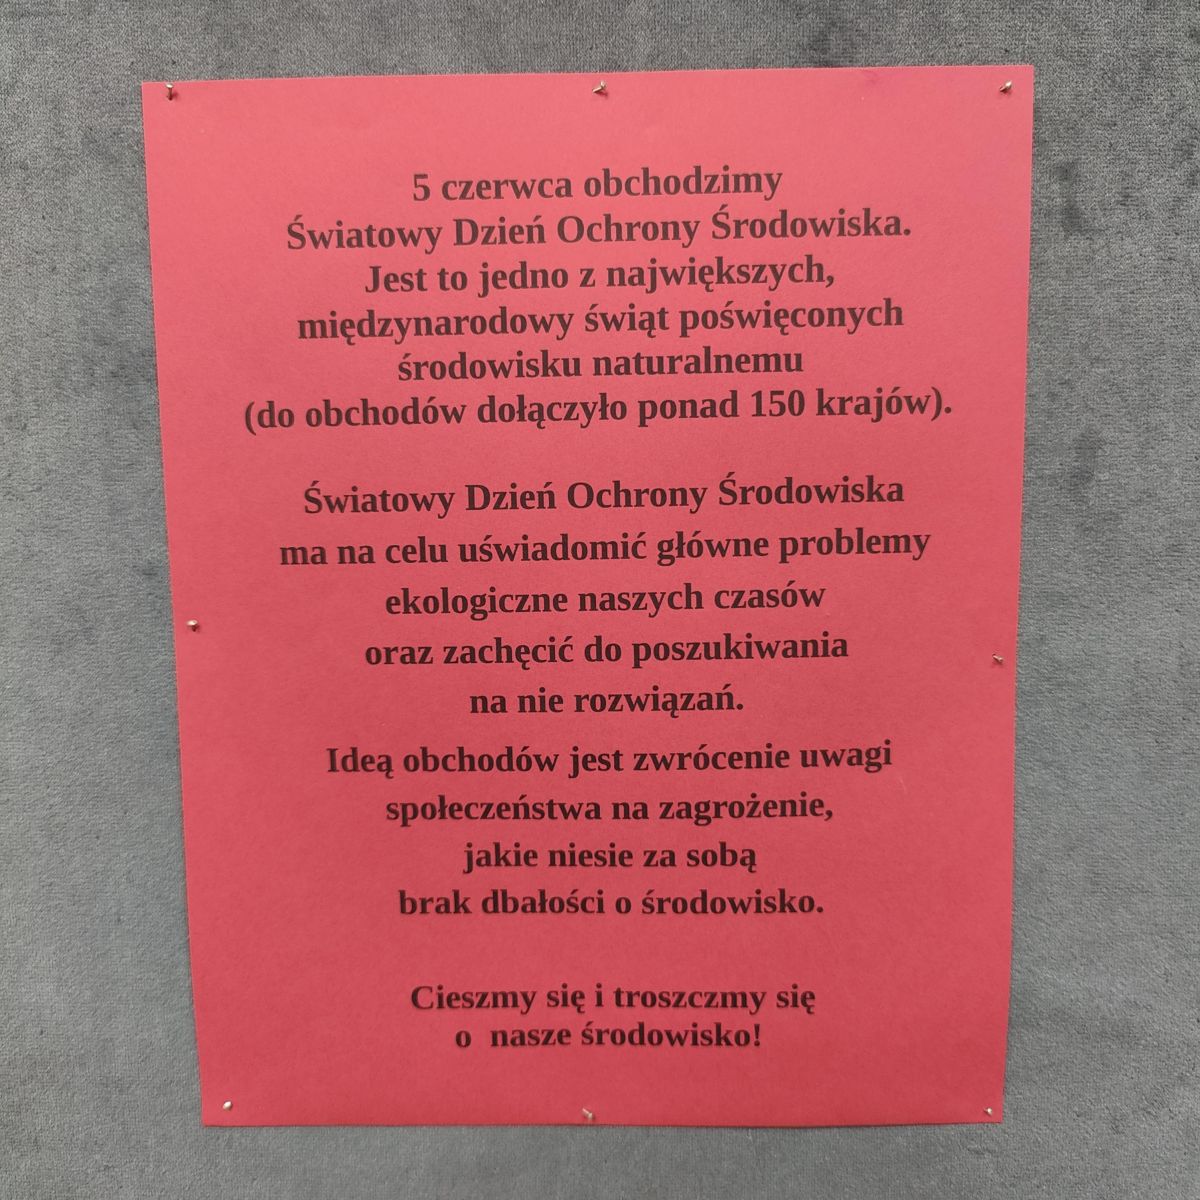 5 czerwca obchodzimy
Światowy Dzień Ochrony Środowiska.
Jest to jedno z największych,
międzynarodowy świąt poświęconych
środowisku naturalnemu
(do obchodów dołączyło ponad 150 krajów).
Światowy Dzień Ochrony Środowiska
ma na celu uświadomić główne problemy
ekologiczne naszych czasów
oraz zachęcić do poszukiwania
na nie rozwiązań.
Ideą obchodów jest zwrócenie uwagi
społeczeństwa na zagrożenie,
jakie niesie za sobą
brak dbałości o środowisko.
Cieszmy się i troszczmy się
o  nasze środowisko!